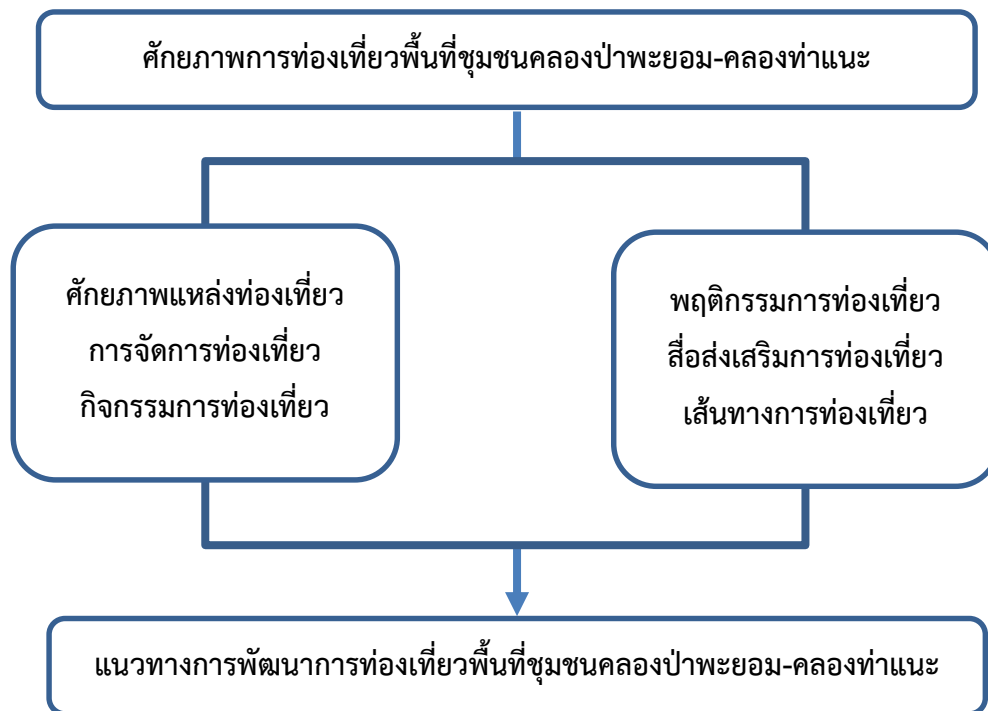 ศักยภาพการท่องเที่ยวพื้นที่ชุมชนคลองป่าพะยอม-คลองท่าแนะ
ศักยภาพแหล่งท่องเที่ยว
การจัดการท่องเที่ยว
กิจกรรมการท่องเที่ยว
พฤติกรรมการท่องเที่ยว
สื่อส่งเสริมการท่องเที่ยว
เส้นทางการท่องเที่ยว
แนวทางการพัฒนาการท่องเที่ยวพื้นที่ชุมชนคลองป่าพะยอม-คลองท่าแนะ